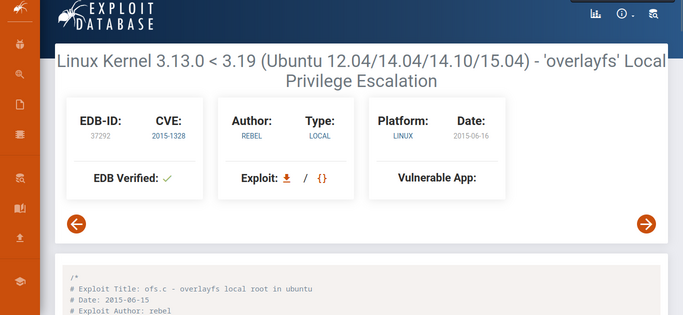 EXPLOIT
DATABASE
Linux Kernel 3.13.0 < 3.19 (Ubuntu 12.04/14.04/14.10/15.04) - 'overlayfs' Local
Privilege Escalation
EDB-ID:
37292
CVE:
2015-1328
EDB Verified:
Author:
REBEL
Type:
LOCAL
Exploit: / {}
Platform:
LINUX
Date:
2015-06-16
Vulnerable App:
/*
# Exploit Title: ofs.c - overlayfs local root in ubuntu
# Date: 2015-06-15
# Exploit Author: rebel